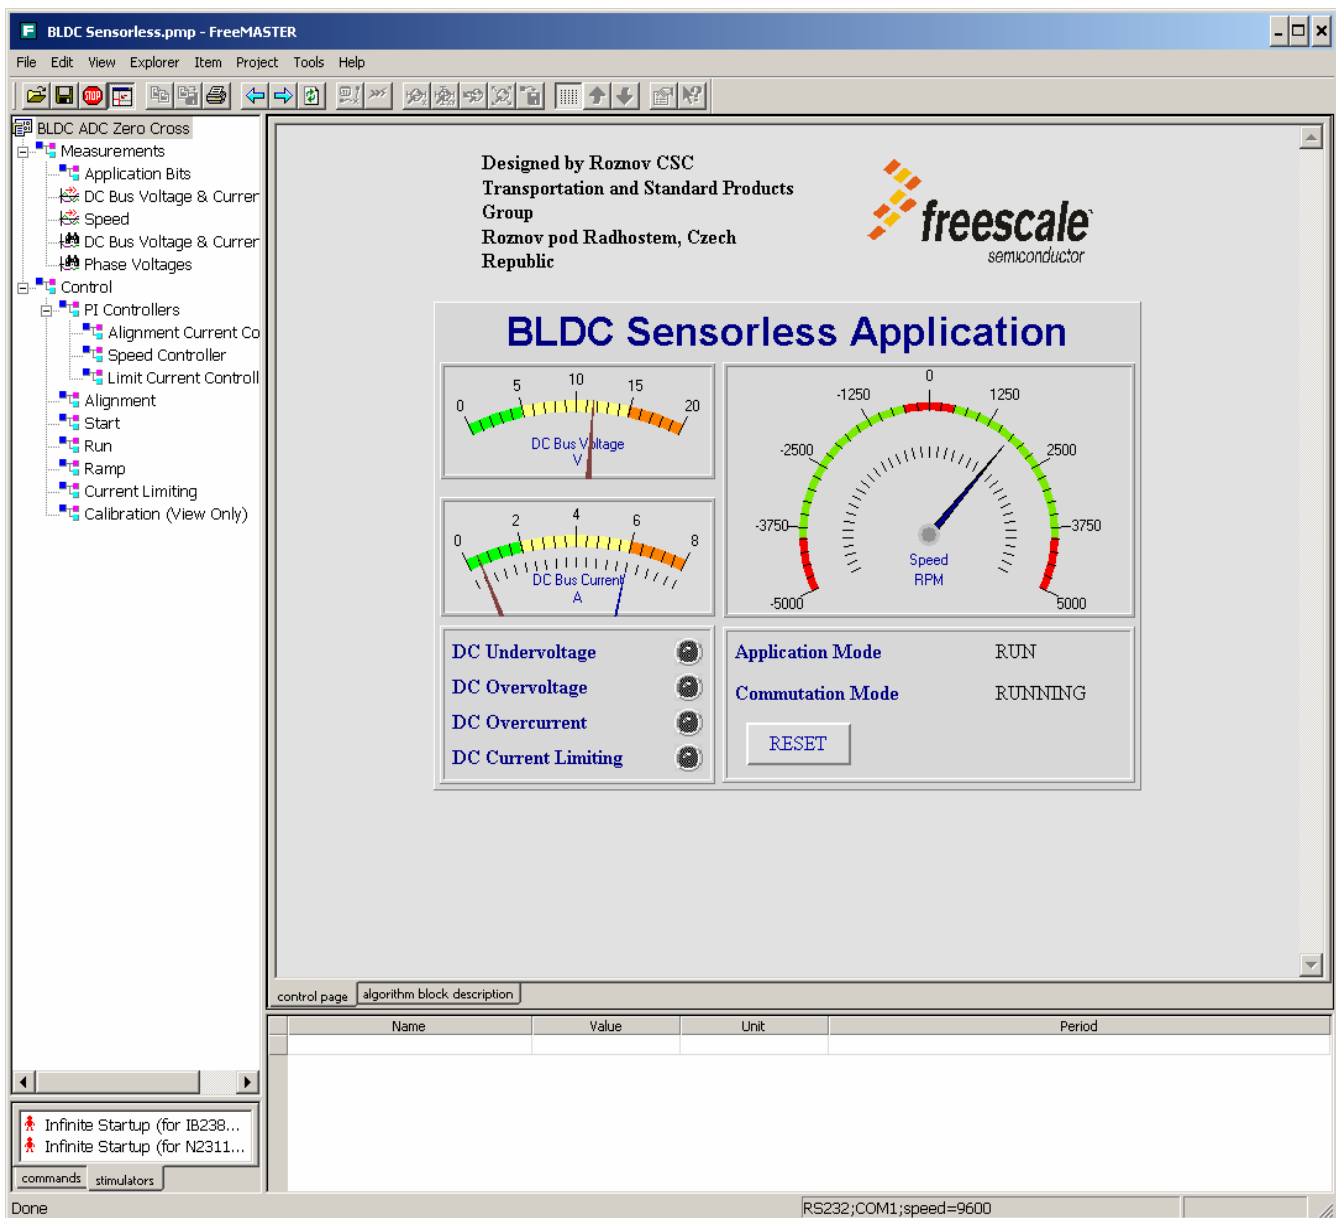 BLDC Sensorless.pmp - FreeMASTER
File Edit View Explorer Item Project Tools Help
BLDC ADC Zero Cross
Measurements
Application Bits
DC Bus Voltage & Curren
Speed
DC Bus Voltage & Curren
Phase Voltages
Control
PI Controllers
Alignment Current Co
Speed Controller
Limit Current Controll
Alignment
Start
Run
Ramp
Current Limiting
Calibration (View Only)
Designed by Roznov CSC
Transportation and Standard Products
Group
Roznov pod Radhostem, Czech
Republic
freescale
semiconductor
BLDC Sensorless Application
0 5 10 15 20
DC Bus Voltage
V
0 2 4 6 8
DC Bus Current
A
-5000 -3750 -2500 -1250 0 1250 2500 3750 5000
Speed
RPM
DC Undervoltage
DC Overvoltage
DC Overcurrent
DC Current Limiting
Application Mode RUN
Commutation Mode RUNNING
RESET
control page algorithm block description
Name Value Unit Period
Infinite Startup (for IB238...
Infinite Startup (for N2311...
commands stimulators
Done RS232;COM1;speed=9600